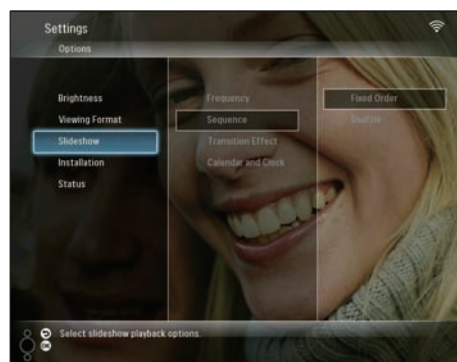 Settings
Options
Brightness
Viewing Format
Slideshow
Installation
Status
Frequency
Sequence
Transition Effect
Calendar and Clock
Fixed Order
Shuffle
OK
Select slideshow playback options.